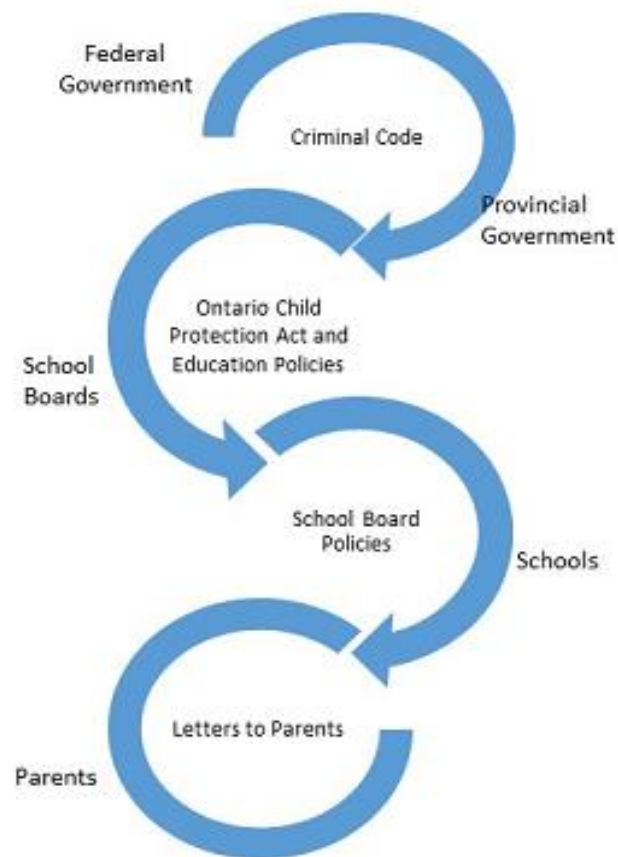 Federal
Government
Criminal Code
Provincial
Government
Ontario Child
Protection Act and
Education Policies
School
Boards
School Board
Policies
Schools
Letters to Parents
Parents